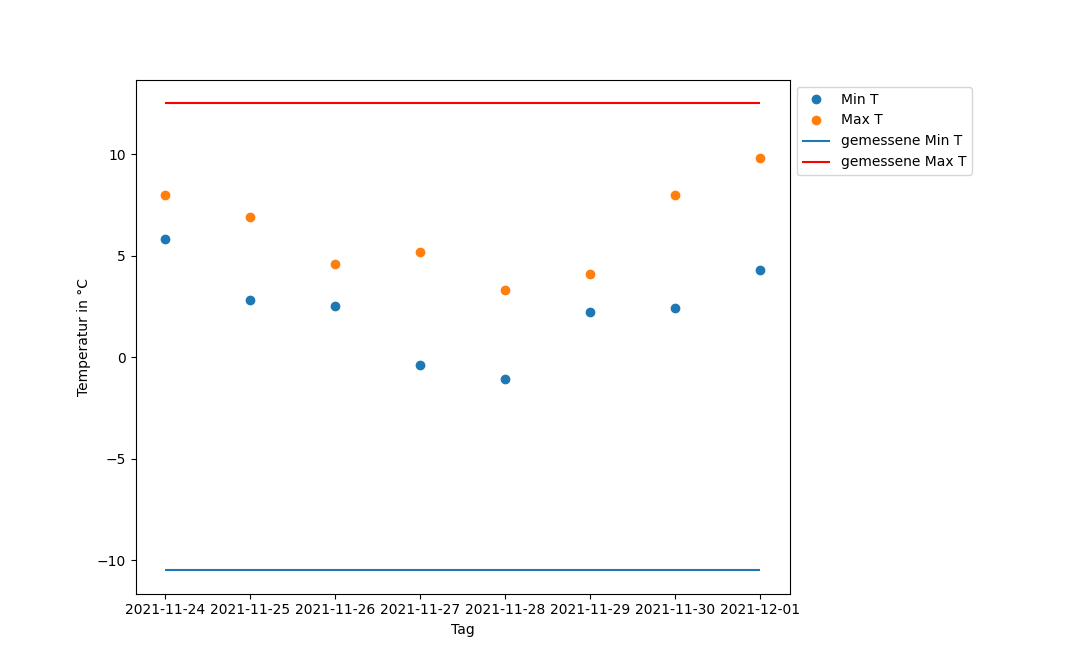 Min T
Max T
gemessene Min T
gemessene Max T
Temperatur in °C
10
5
0
−5
−10
2021-11-24 2021-11-25 2021-11-26 2021-11-27 2021-11-28 2021-11-29 2021-11-30 2021-12-01
Tag